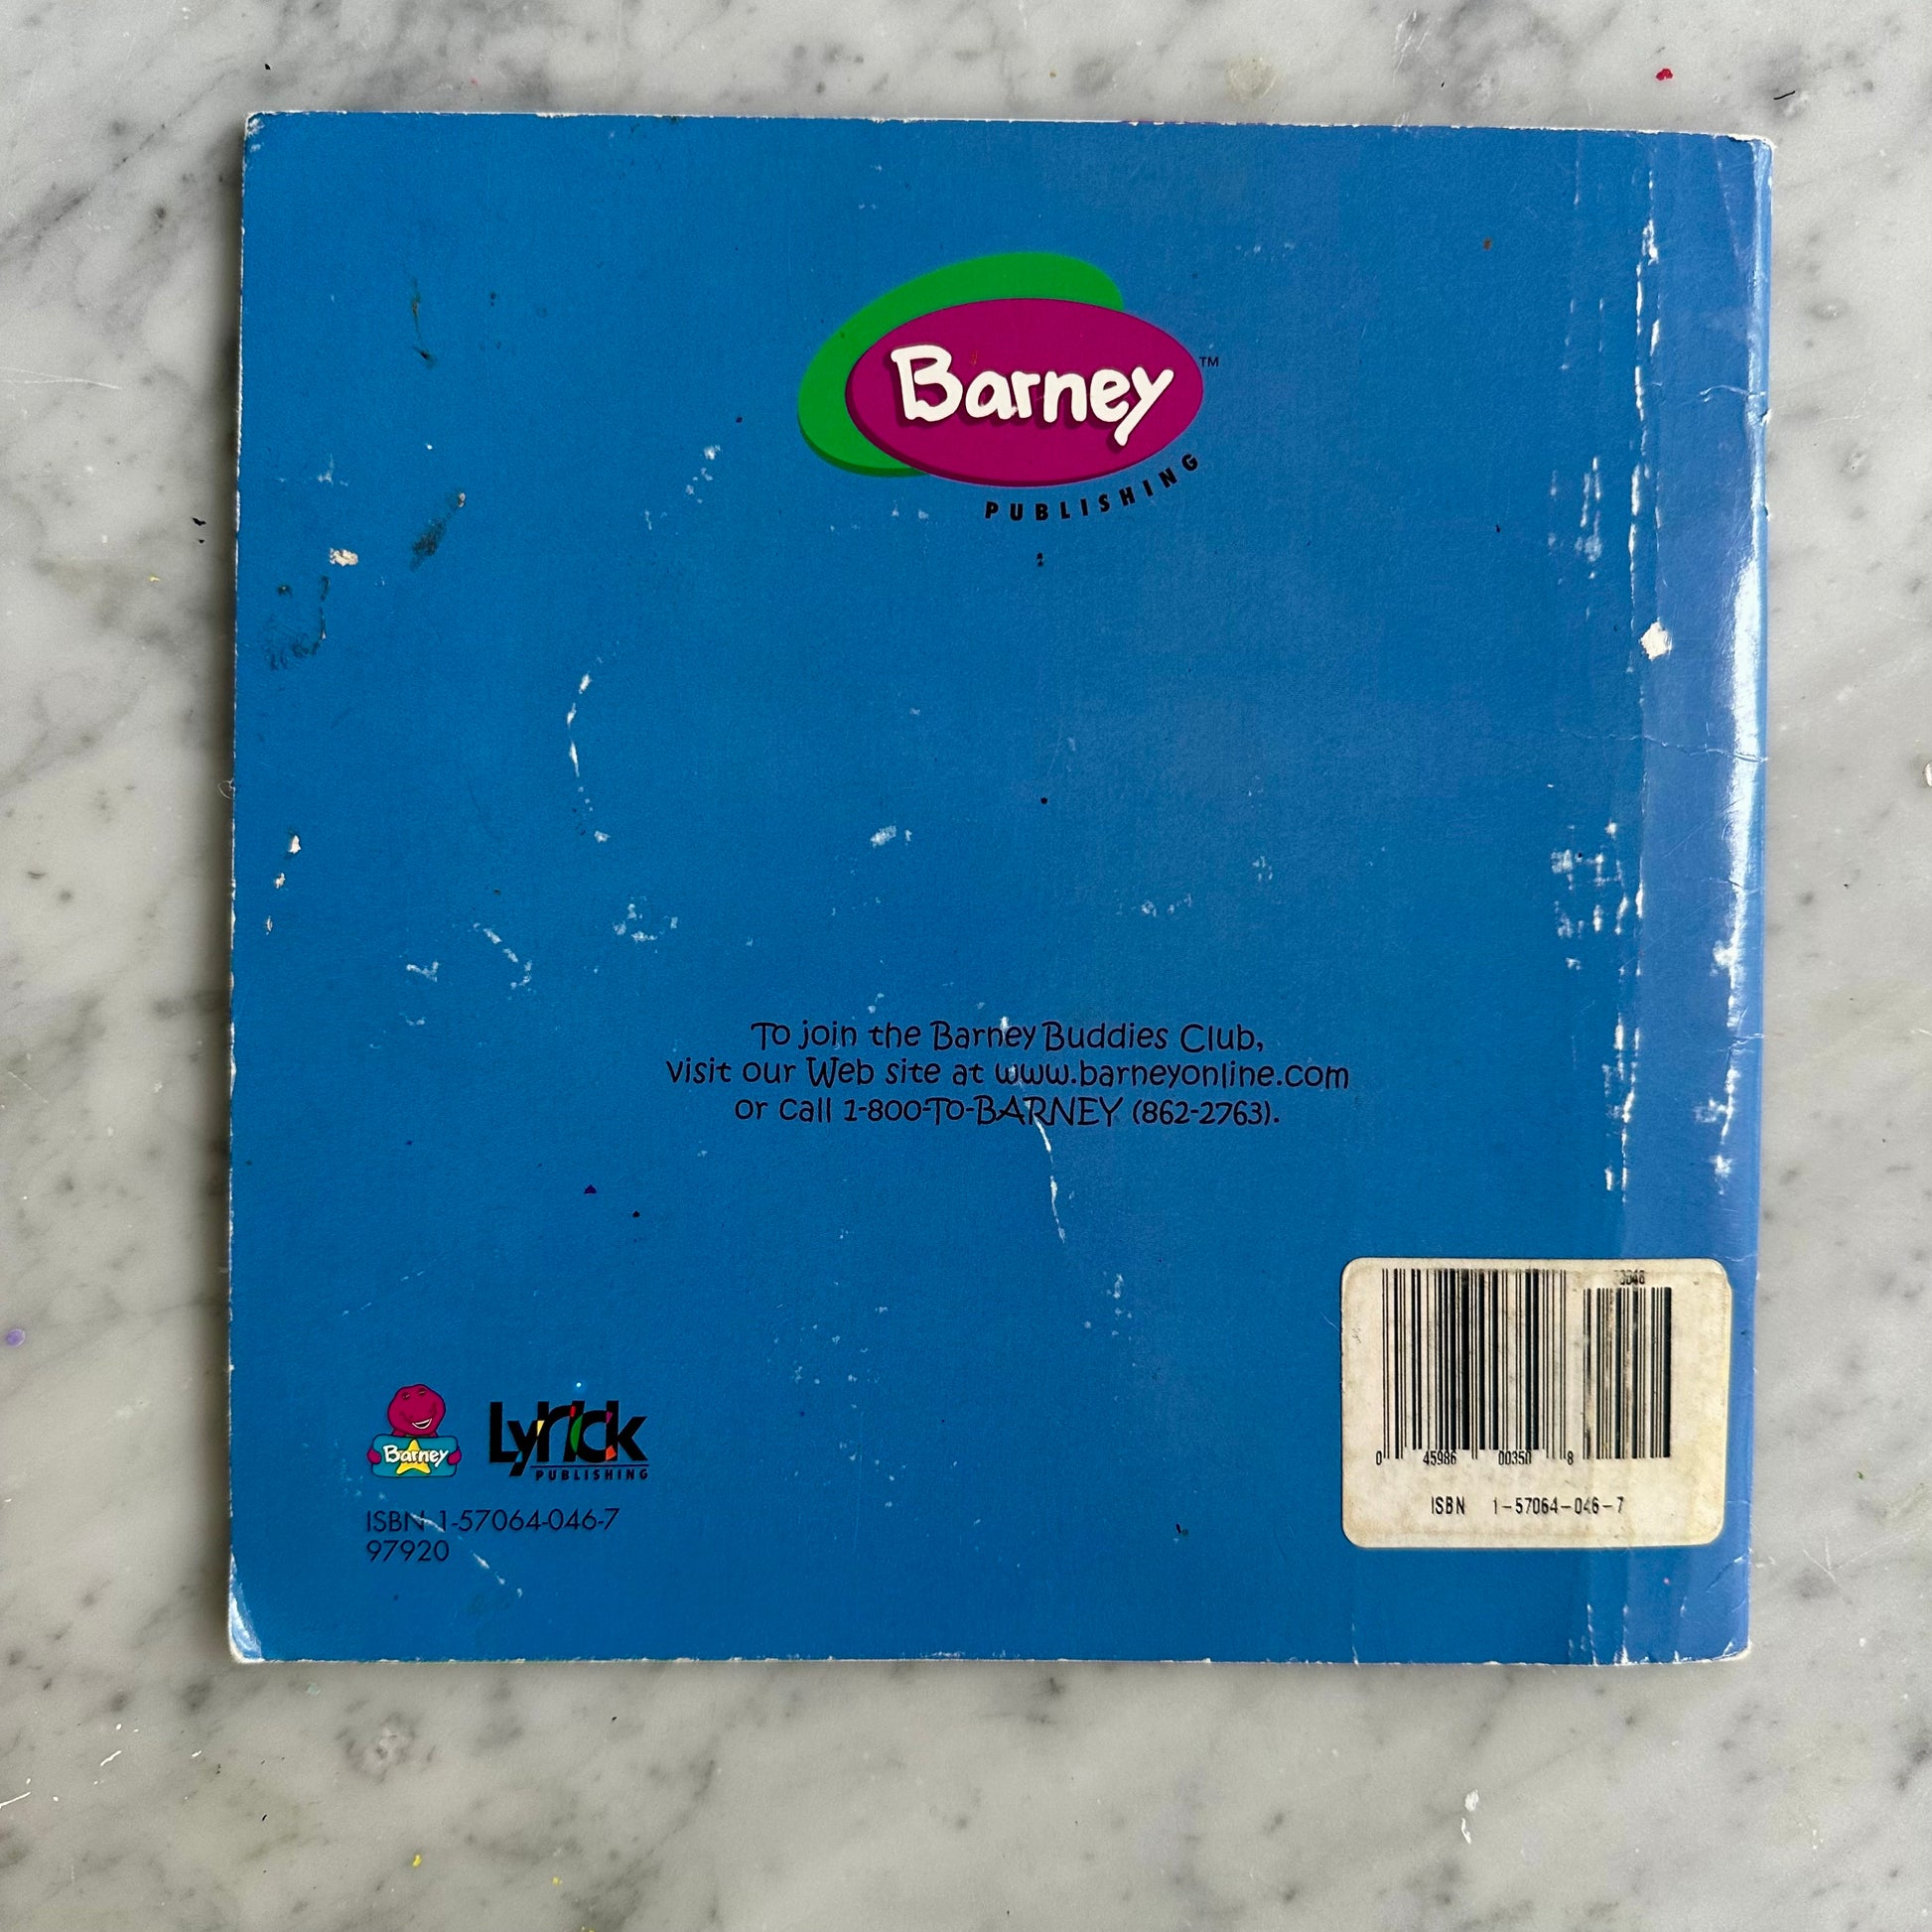 Barney™
PUBLISHING
To join the Barney Buddies Club,
visit our Web site at www.barneyonline.com
or call 1-800-TO-BARNEY (862-2763).
Barney
Lyrick
PUBLISHING
ISBN 1-57064-046-7
97920
0 45986 00350 8
ISBN 1-57064-046-7